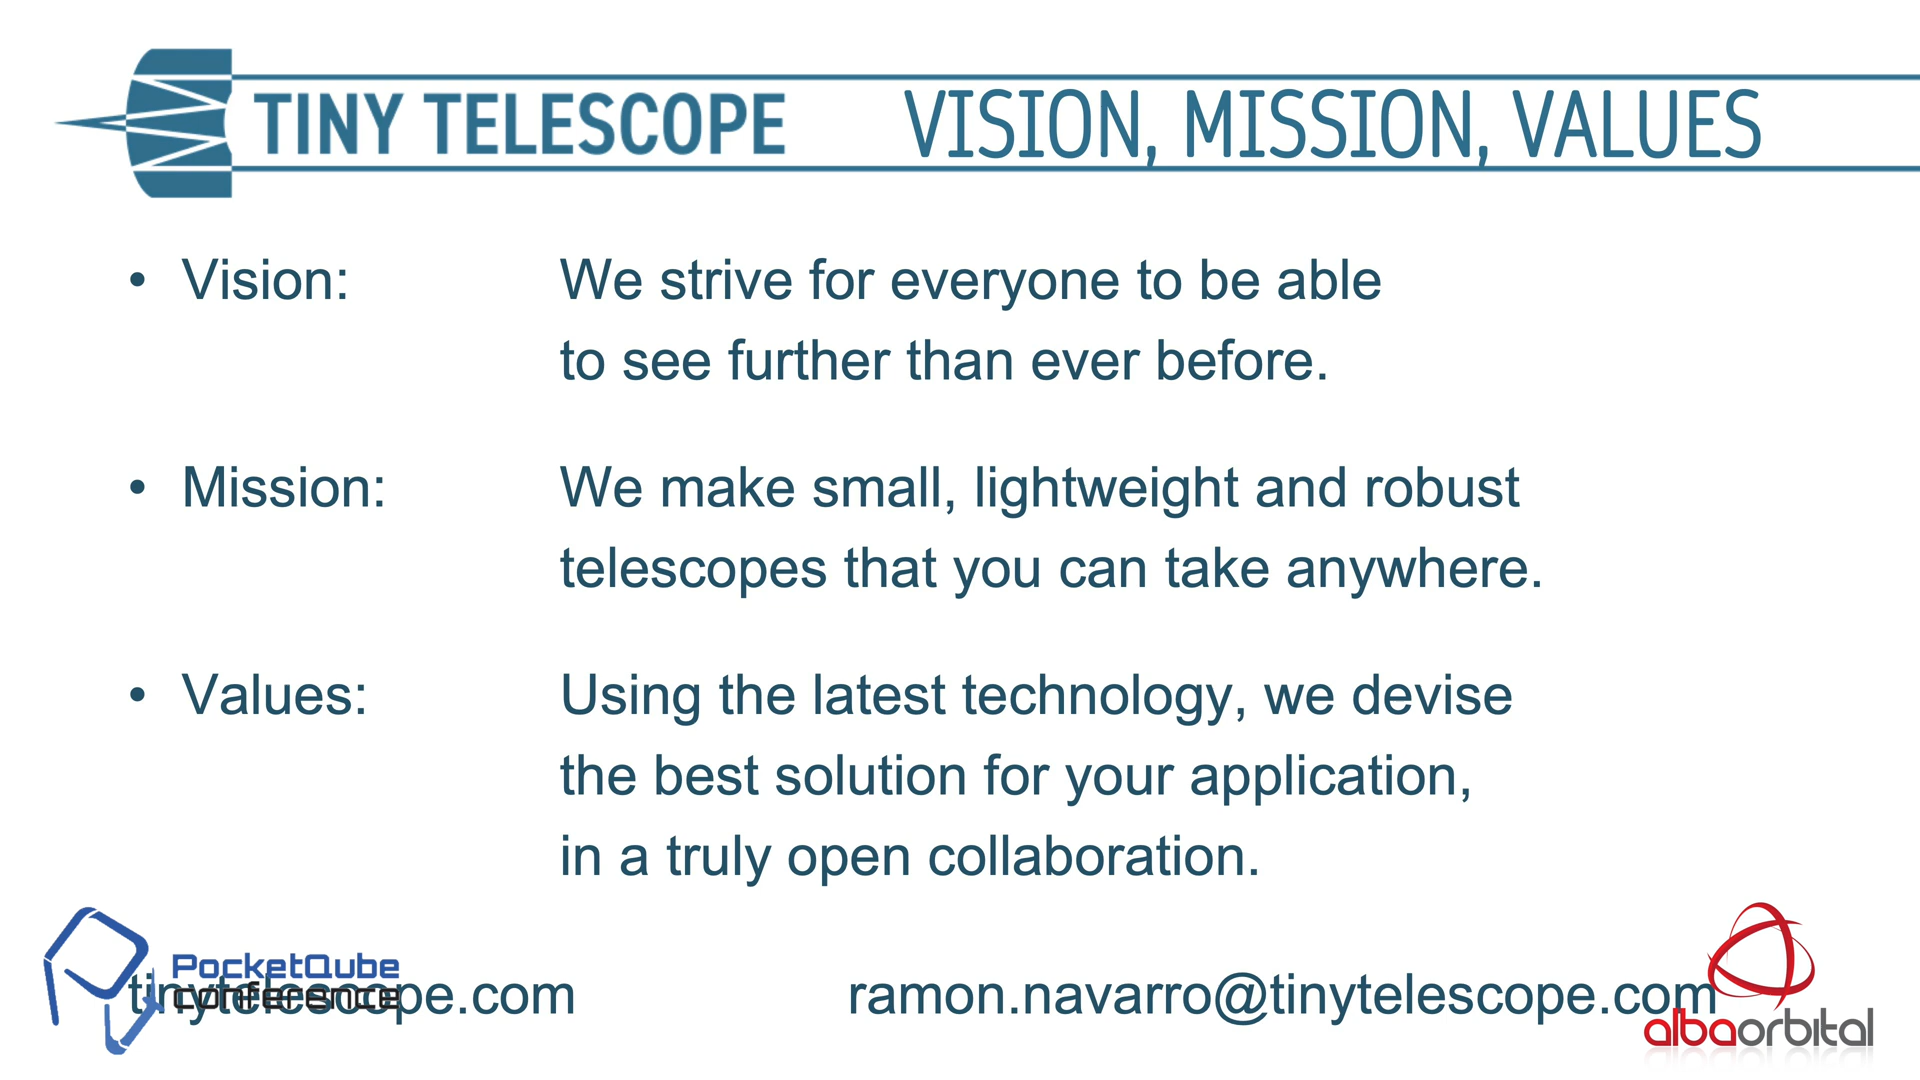 TINY TELESCOPE VISION, MISSION, VALUES
• Vision: We strive for everyone to be able
to see further than ever before.
• Mission: We make small, lightweight and robust
telescopes that you can take anywhere.
• Values: Using the latest technology, we devise
the best solution for your application,
in a truly open collaboration.
PocketQube
conference
tinytelescope.com ramon.navarro@tinytelescope.com
albaorbital